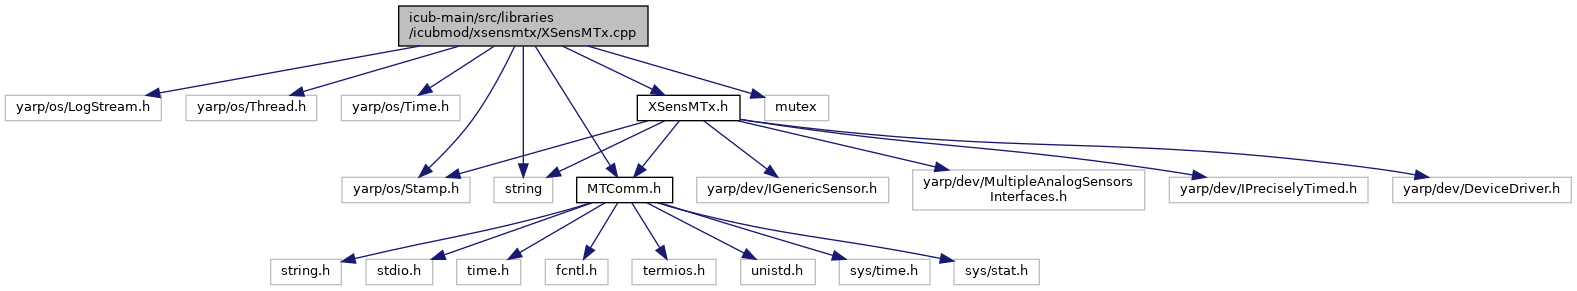 icub-main/src/libraries
/icubmod/xsensmtx/XSensMTx.cpp
yarp/os/LogStream.h
yarp/os/Thread.h
yarp/os/Time.h
XSensMTx.h
mutex
yarp/os/Stamp.h
string
MTComm.h
yarp/dev/IGenericSensor.h
yarp/dev/MultipleAnalogSensors
Interfaces.h
yarp/dev/IPreciselyTimed.h
yarp/dev/DeviceDriver.h
string.h
stdio.h
time.h
fcntl.h
termios.h
unistd.h
sys/time.h
sys/stat.h